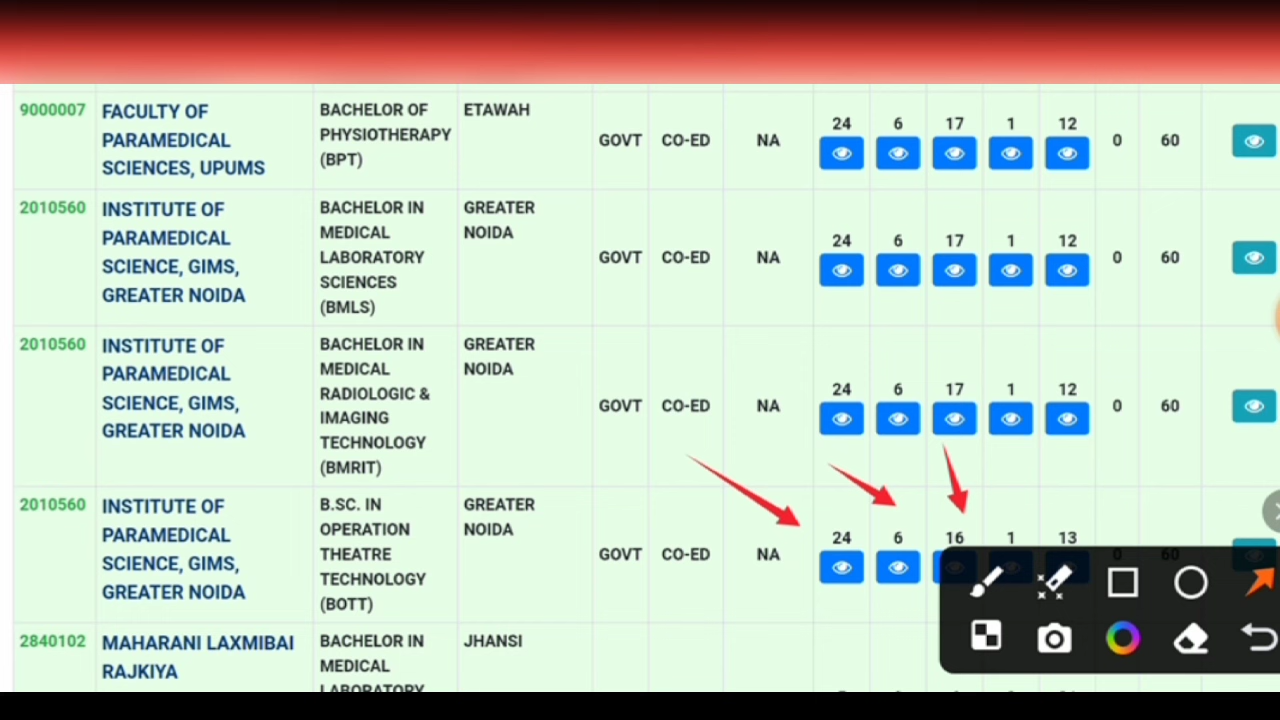 9000007 FACULTY OF PARAMEDICAL SCIENCES, UPUMS BACHELOR OF PHYSIOTHERAPY (BPT) ETAWAH GOVT CO-ED NA 24 6 17 1 12 0 60
2010560 INSTITUTE OF PARAMEDICAL SCIENCE, GIMS, GREATER NOIDA BACHELOR IN MEDICAL LABORATORY SCIENCES (BMLS) GREATER NOIDA GOVT CO-ED NA 24 6 17 1 12 0 60
2010560 INSTITUTE OF PARAMEDICAL SCIENCE, GIMS, GREATER NOIDA BACHELOR IN MEDICAL RADIOLOGIC & IMAGING TECHNOLOGY (BMRIT) GREATER NOIDA GOVT CO-ED NA 24 6 17 1 12 0 60
2010560 INSTITUTE OF PARAMEDICAL SCIENCE, GIMS, GREATER NOIDA B.SC. IN OPERATION THEATRE TECHNOLOGY (BOTT) GREATER NOIDA GOVT CO-ED NA 24 6 16 1 13 0 60
2840102 MAHARANI LAXMIBAI RAJKIYA BACHELOR IN MEDICAL LABORATORY JHANSI